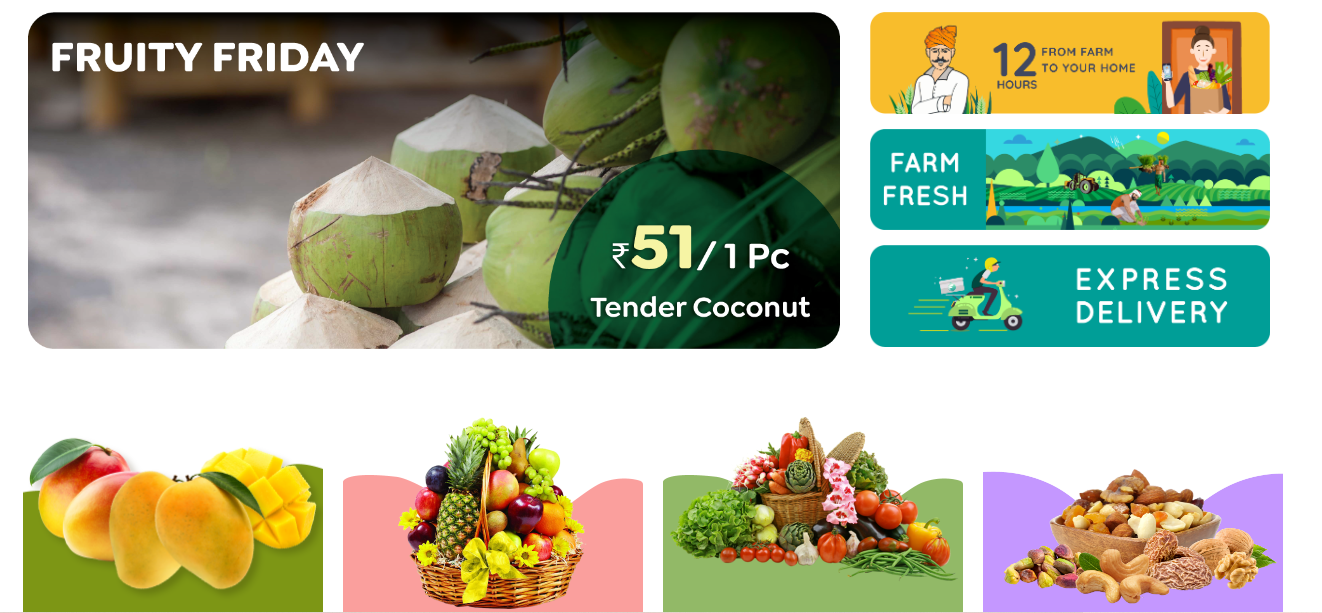 FRUITY FRIDAY
₹51/1 Pc
Tender Coconut
12 HOURS
FROM FARM
TO YOUR HOME
FARM
FRESH
EXPRESS
DELIVERY